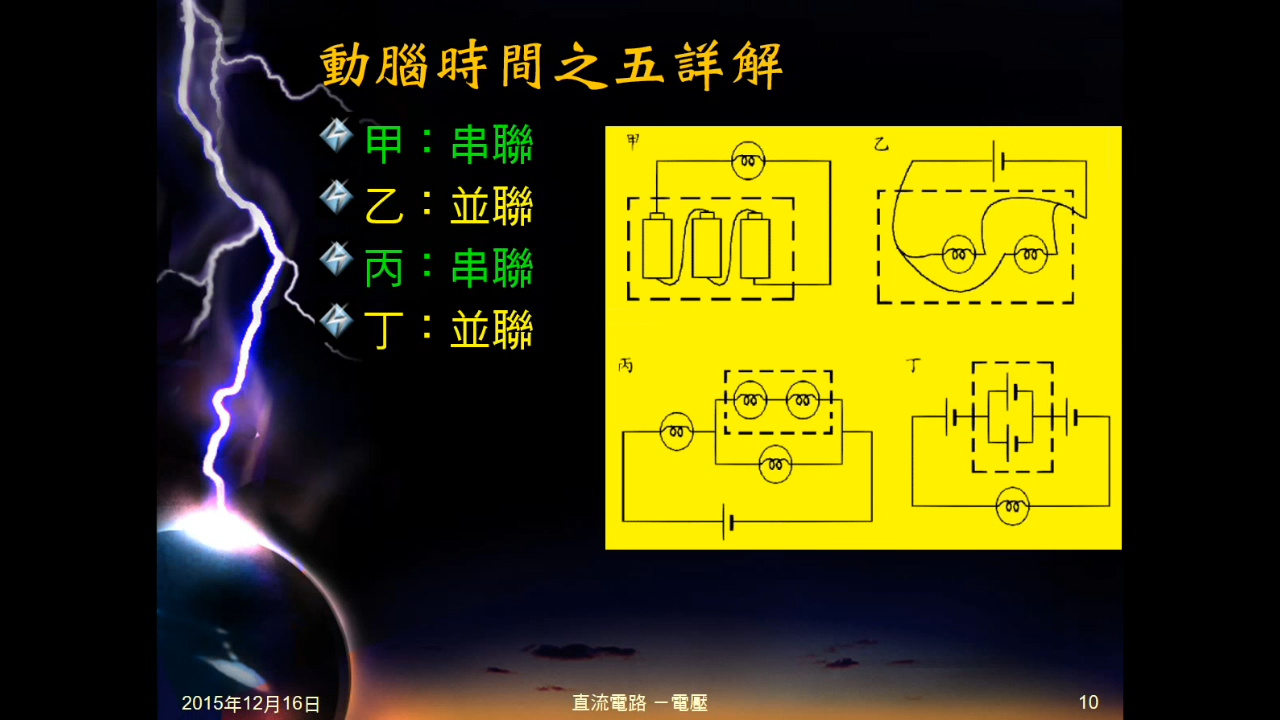 動腦時間之五詳解
甲：串聯
乙：並聯
丙：串聯
丁：並聯
甲
乙
丙
丁
2015年12月16日
直流電路 －電壓
10